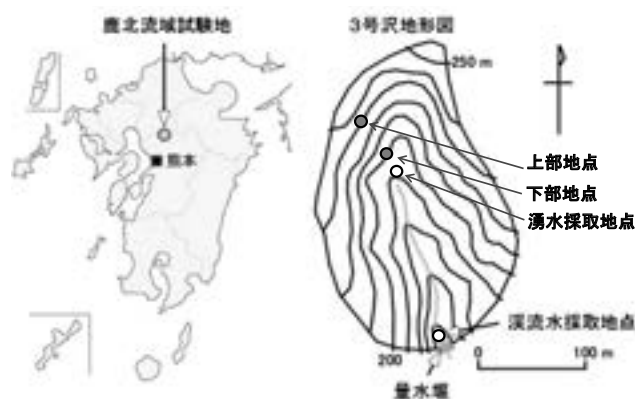 鹿北流域試験地
熊本
3号沢地形図
250 m
上部地点
下部地点
湧水採取地点
渓流水採取地点
200
0
100 m
量水堰